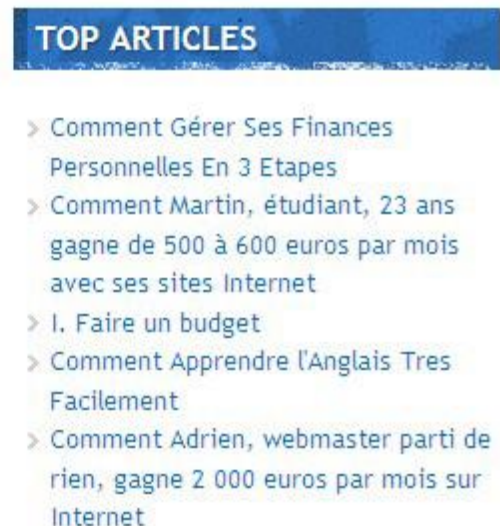 TOP ARTICLES
> Comment Gérer Ses Finances
Personnelles En 3 Etapes
> Comment Martin, étudiant, 23 ans
gagne de 500 à 600 euros par mois
avec ses sites Internet
> I. Faire un budget
> Comment Apprendre l'Anglais Tres
Facilement
> Comment Adrien, webmaster parti de
rien, gagne 2 000 euros par mois sur
Internet